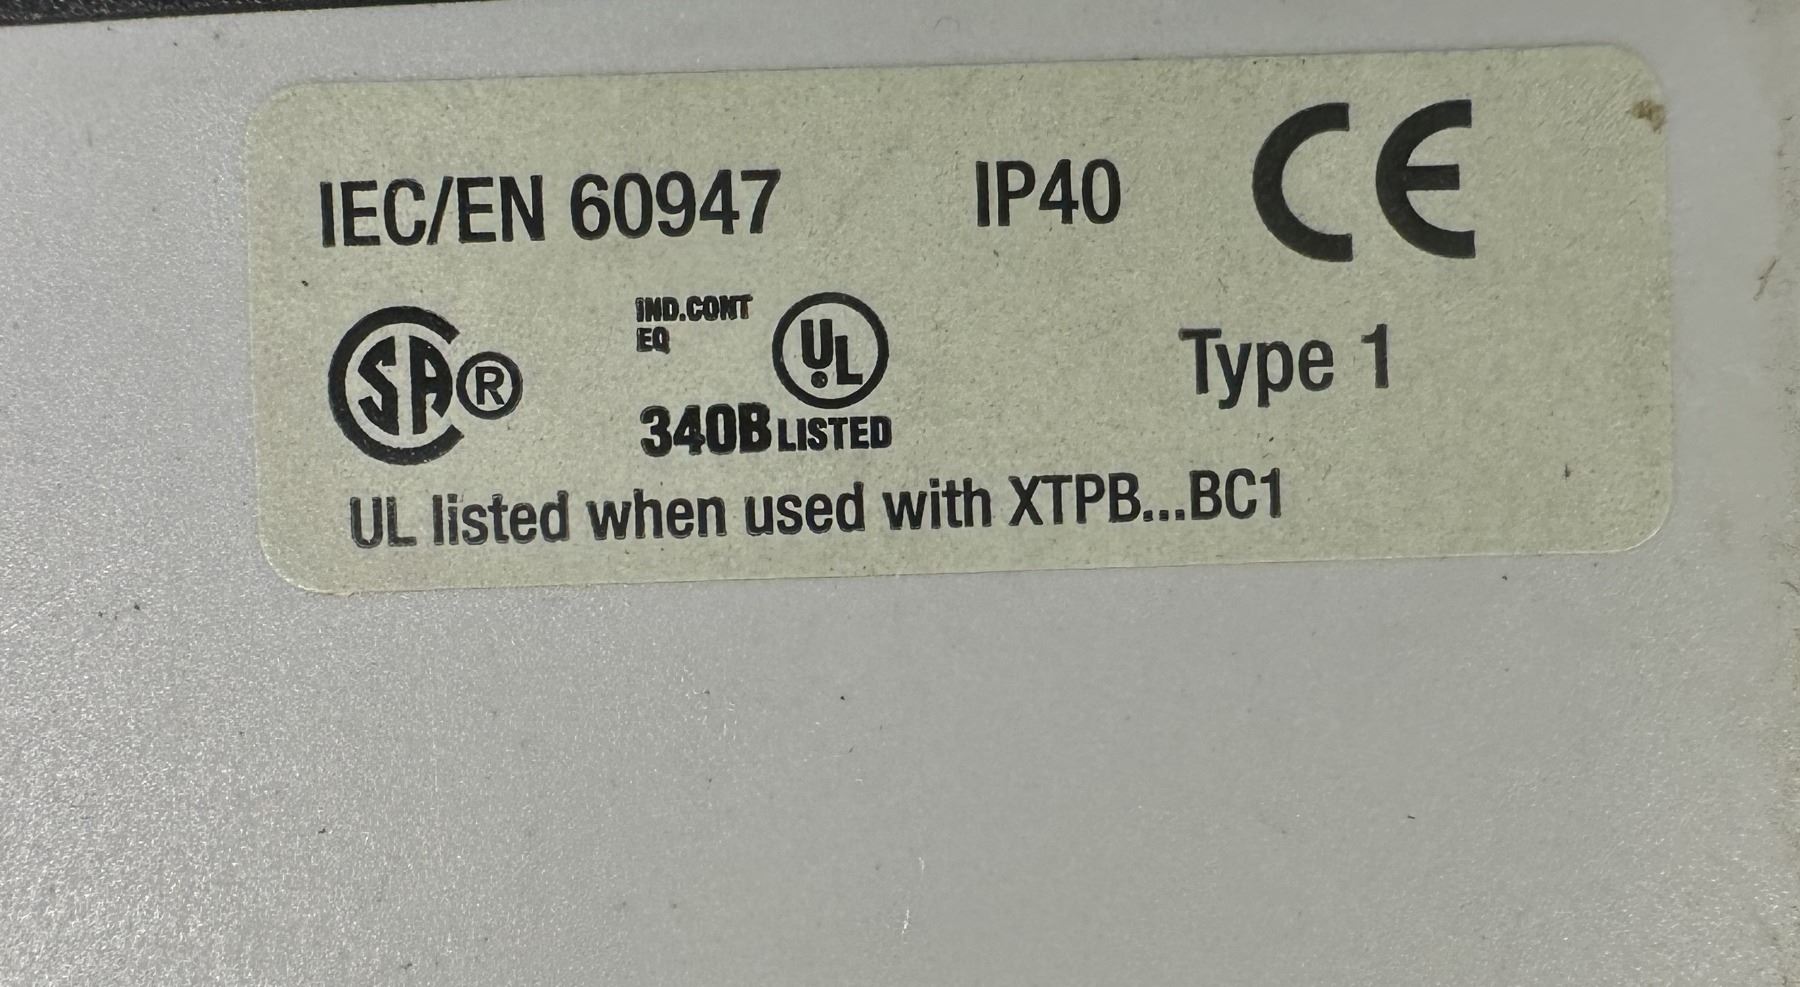 IEC/EN 60947 IP40 CE
SA® IND.CONT
EQ UL Type 1
340B LISTED
UL listed when used with XTPB...BC1